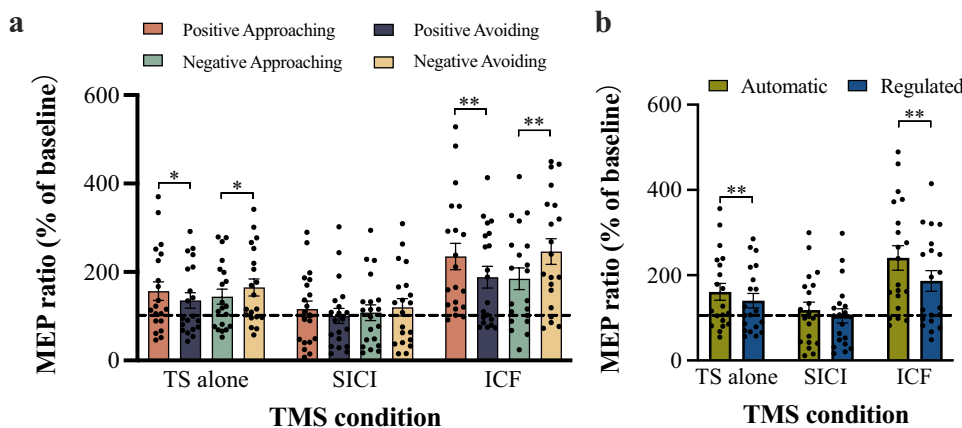 a
Positive Approaching
Positive Avoiding
Negative Approaching
Negative Avoiding
MEP ratio (% of baseline)
600
400
200
0
*
*
**
**
TS alone
SICI
ICF
TMS condition
b
Automatic
Regulated
MEP ratio (% of baseline)
600
400
200
0
**
**
TS alone
SICI
ICF
TMS condition